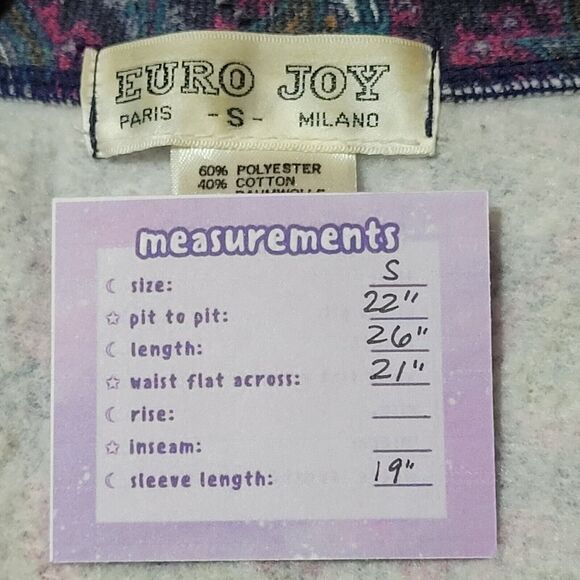 EURO JOY
PARIS - S - MILANO
60% POLYESTER
40% COTTON
BAUMWOLLE
measurements
size: S
pit to pit: 22"
length: 26"
waist flat across: 21"
rise:
inseam:
sleeve length: 19"